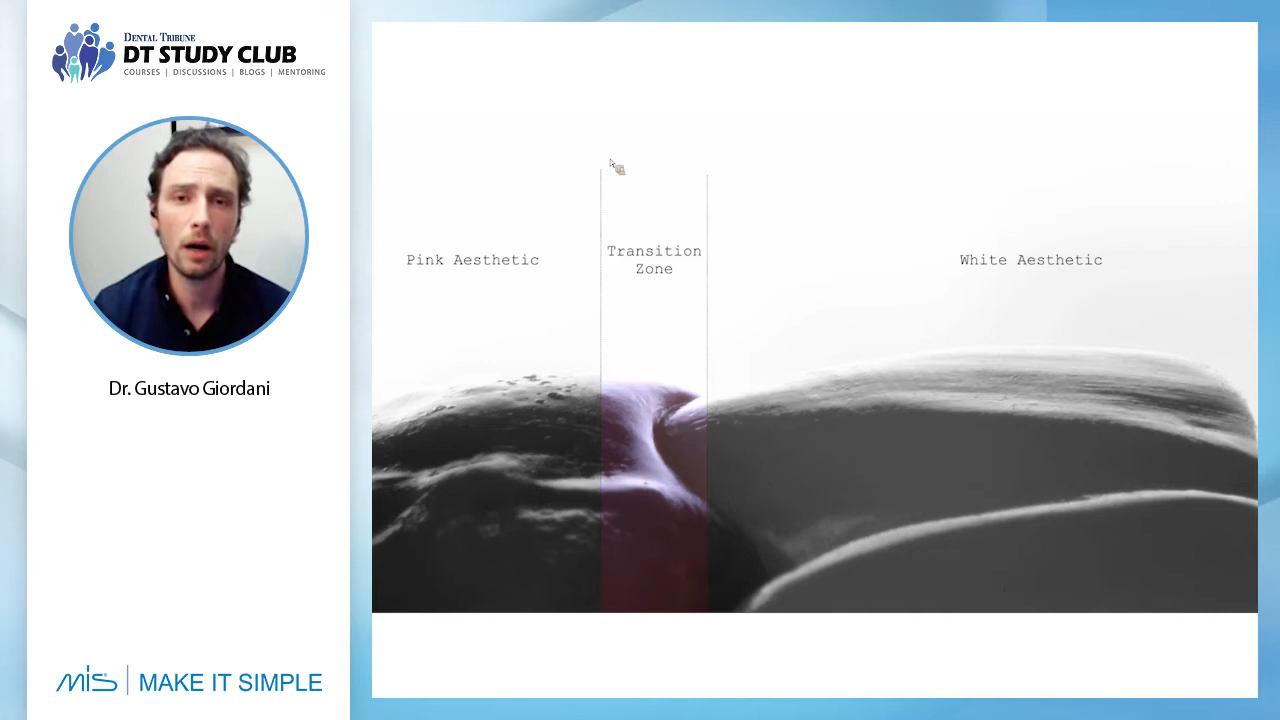 DENTAL TRIBUNE
DT STUDY CLUB
COURSES | DISCUSSIONS | BLOGS | MENTORING
Dr. Gustavo Giordani
mis | MAKE IT SIMPLE
Pink Aesthetic
Transition
Zone
White Aesthetic